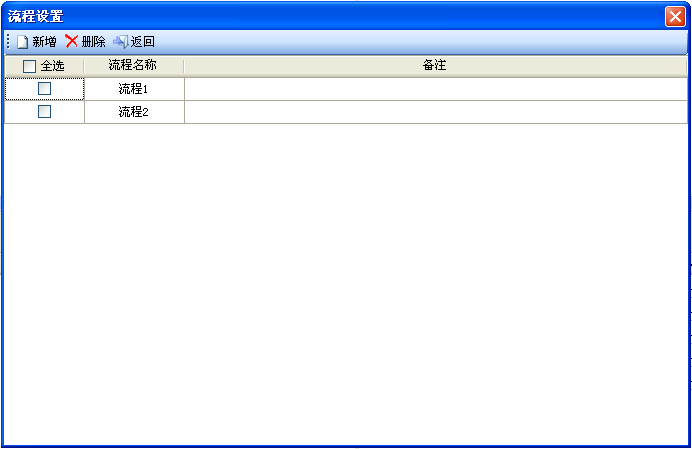 流程设置
新增 删除 返回
全选 流程名称 备注
流程1
流程2